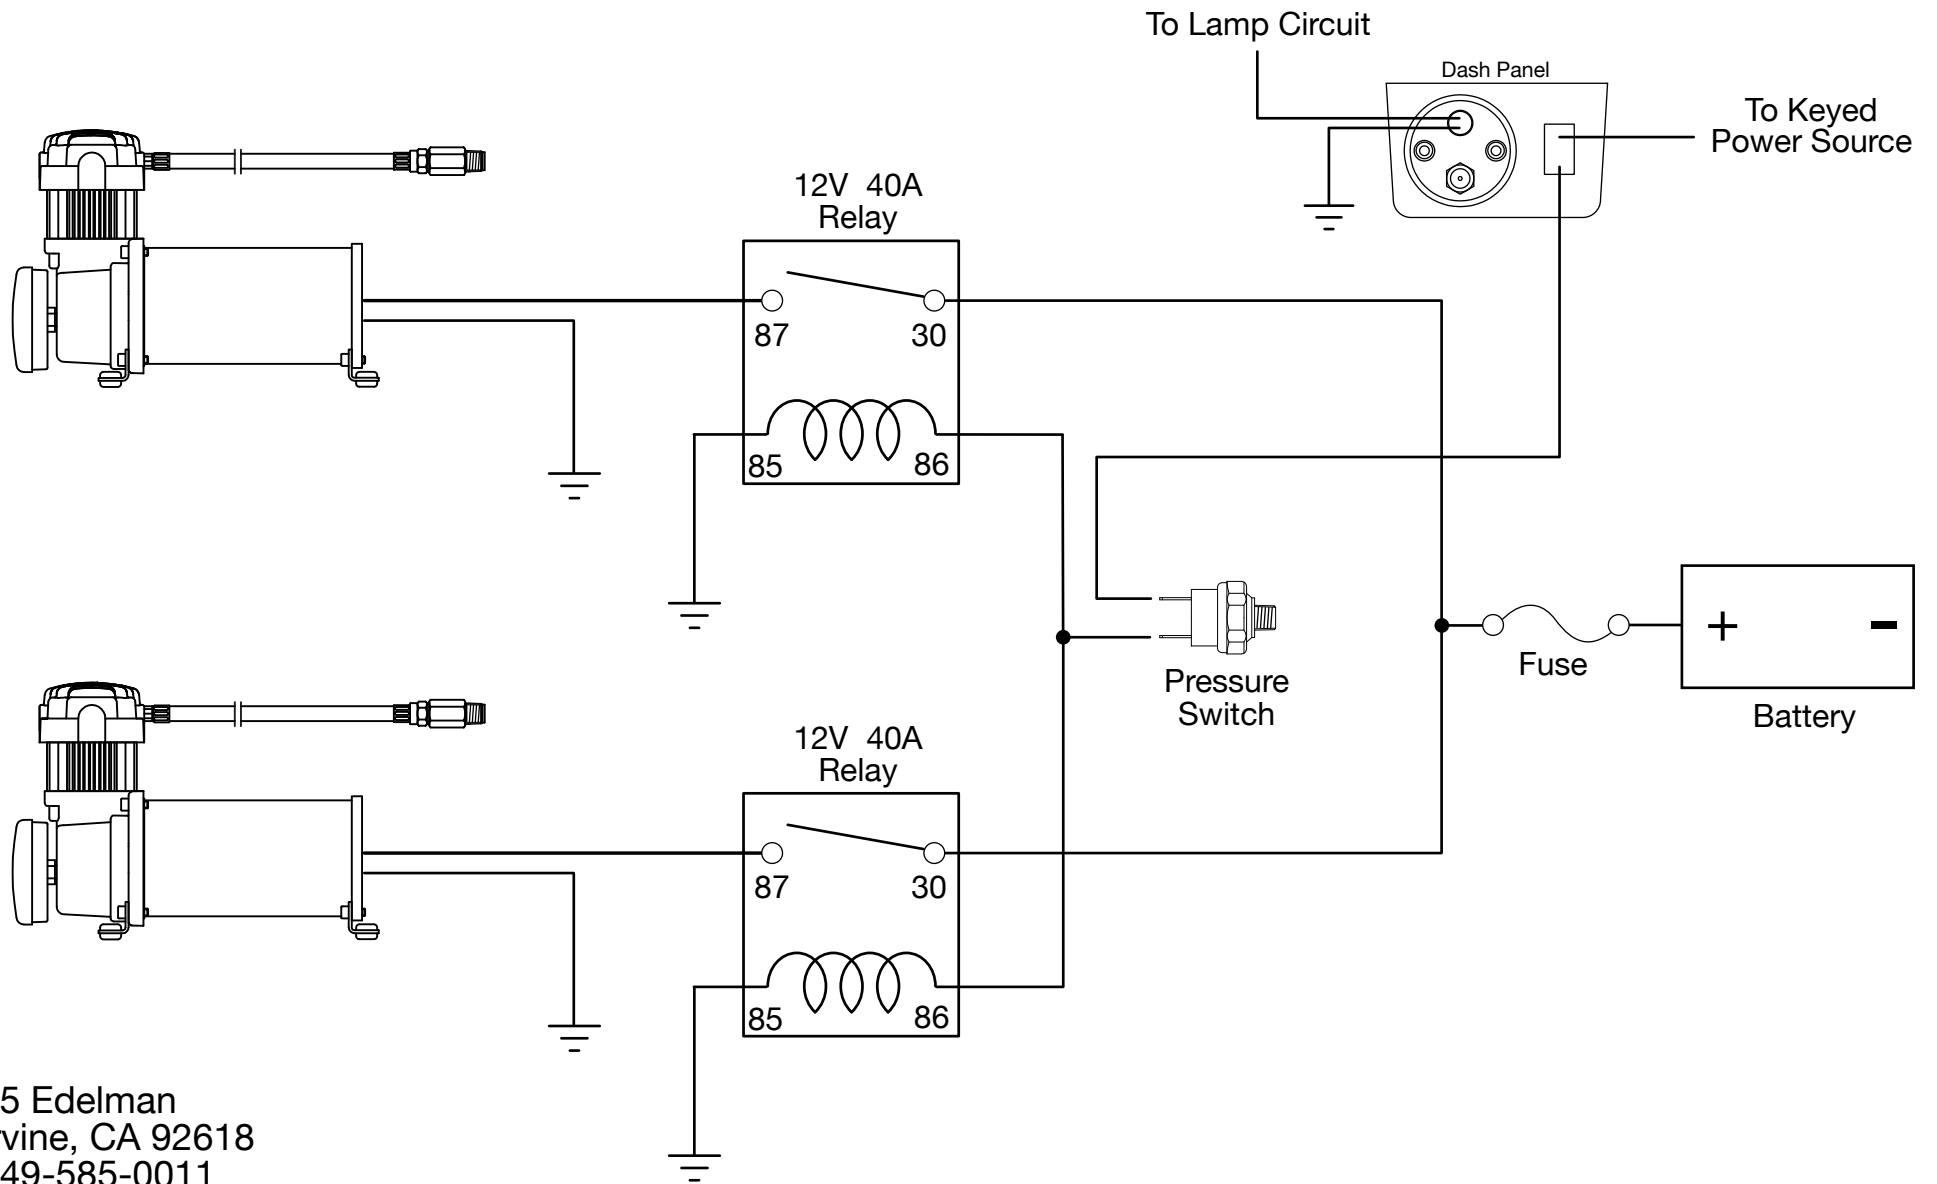 To Lamp Circuit
Dash Panel
To Keyed
Power Source
12V 40A
Relay
87
30
85
86
+
-
Fuse
Battery
Pressure
Switch
12V 40A
Relay
87
30
85
86
5 Edelman
vine, CA 92618
49-585-0011